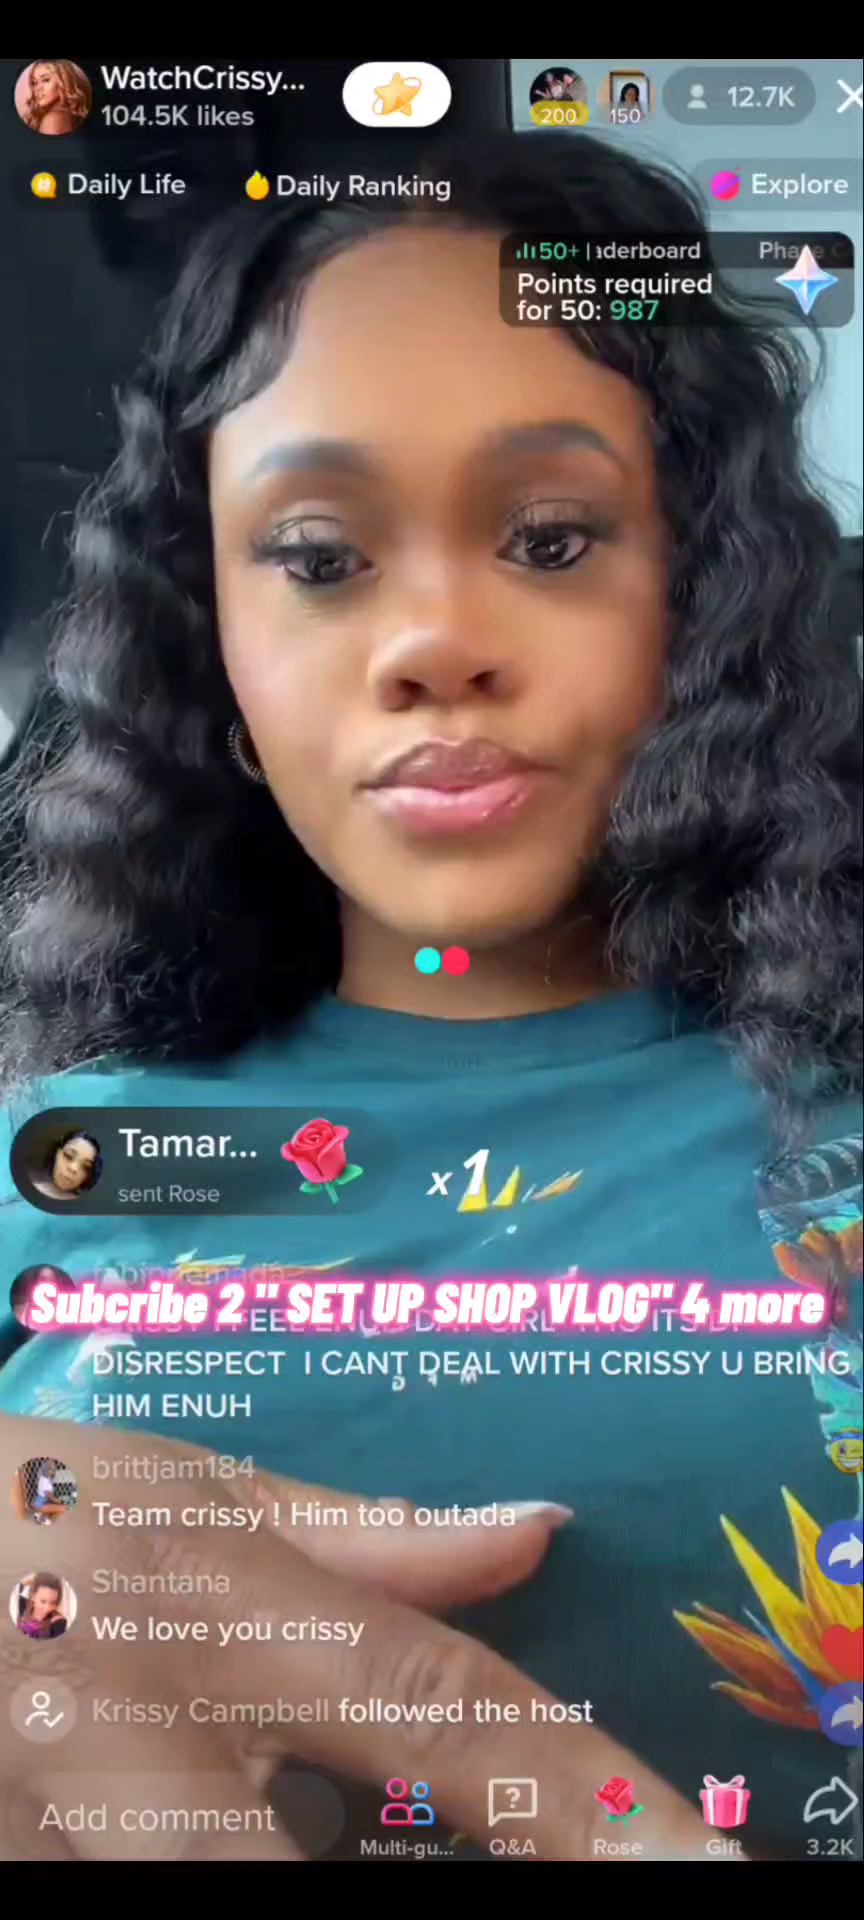 WatchCrissy...
104.5K likes
200
150
12.7K
Daily Life
Daily Ranking
Explore
50+
aderboard
Points required
for 50: 987
Tamar...
sent Rose
x1
Subcribe 2 " SET UP SHOP VLOG" 4 more
DISRESPECT I CANT DEAL WITH CRISSY U BRING
HIM ENUH
brittjam184
Team crissy ! Him too outada
Shantana
We love you crissy
Krissy Campbell followed the host
Add comment
Multi-gu...
Q&A
Rose
Gift
3.2K